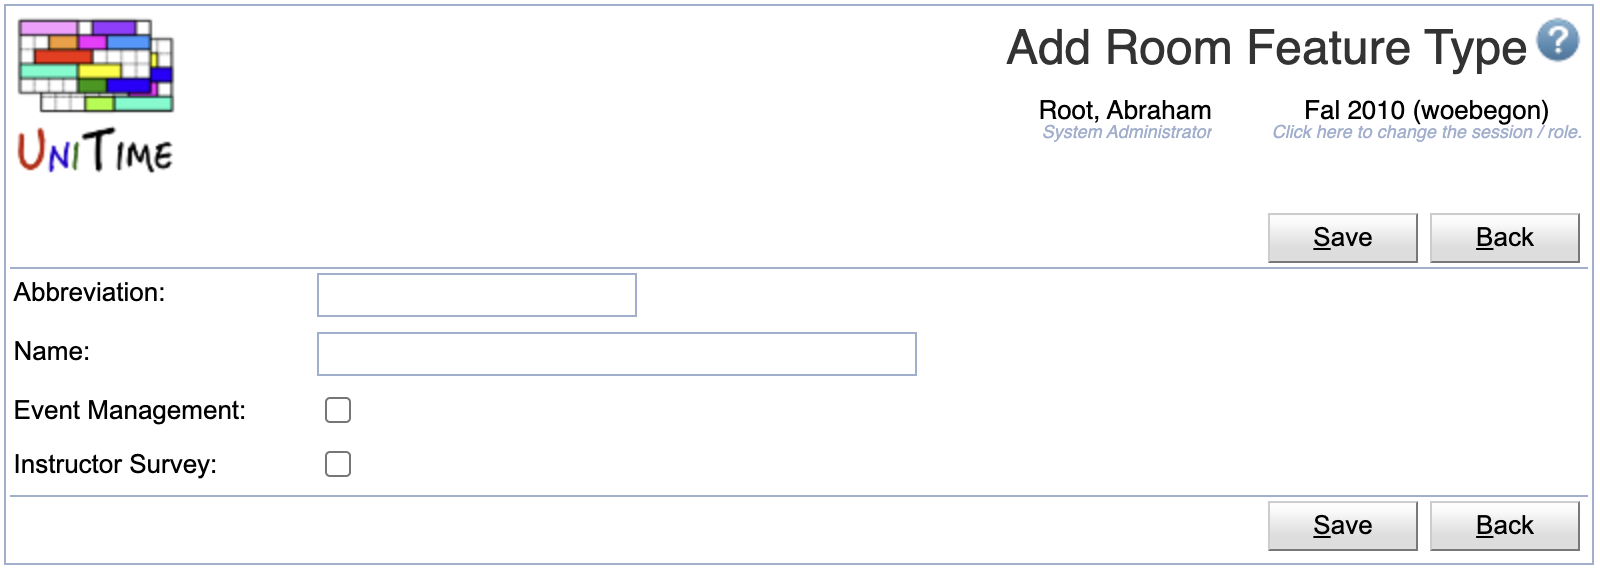 Add Room Feature Type ?
UNITIME
Root, Abraham Fal 2010 (woebegon)
System Administrator Click here to change the session / role.
Save Back
Abbreviation:
Name:
Event Management:
Instructor Survey:
Save Back